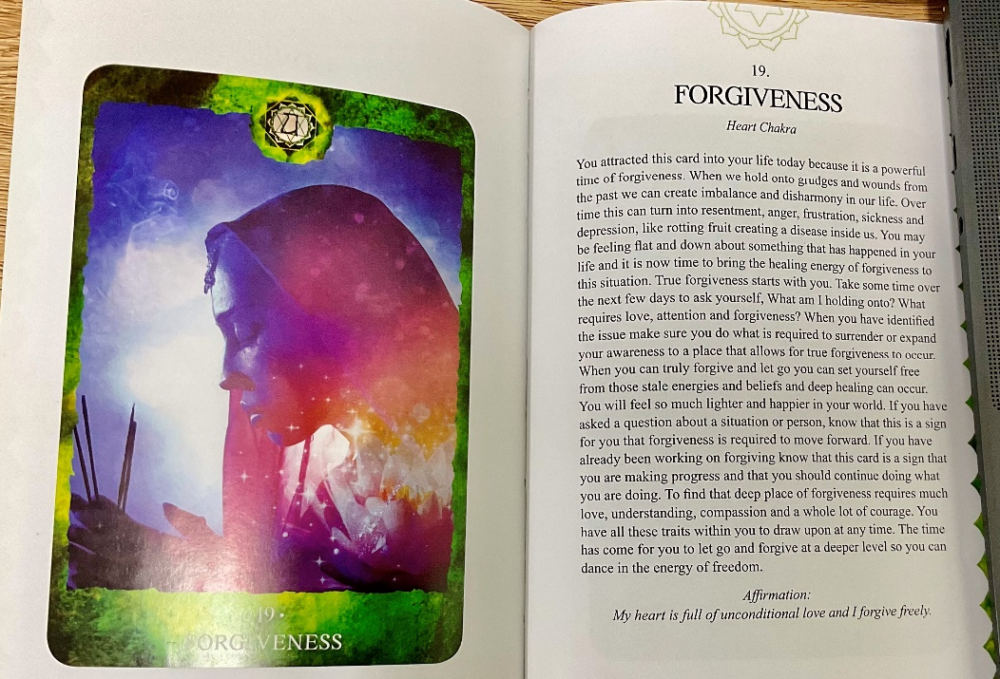 19.
FORGIVENESS
Heart Chakra
You attracted this card into your life today because it is a powerful
time of forgiveness. When we hold onto grudges and wounds from
the past we can create imbalance and disharmony in our life. Over
time this can turn into resentment, anger, frustration, sickness and
depression, like rotting fruit creating a disease inside us. You may
be feeling flat and down about something that has happened in your
life and it is now time to bring the healing energy of forgiveness to
this situation. True forgiveness starts with you. Take some time over
the next few days to ask yourself, What am I holding onto? What
requires love, attention and forgiveness? When you have identified
the issue make sure you do what is required to surrender or expand
your awareness to a place that allows for true forgiveness to occur.
When you can truly forgive and let go you can set yourself free
from those stale energies and beliefs and deep healing can occur.
You will feel so much lighter and happier in your world. If you have
asked a question about a situation or person, know that this is a sign
for you that forgiveness is required to move forward. If you have
already been working on forgiving know that this card is a sign that
you are making progress and that you should continue doing what
you are doing. To find that deep place of forgiveness requires much
love, understanding, compassion and a whole lot of courage. You
have all these traits within you to draw upon at any time. The time
has come for you to let go and forgive at a deeper level so you can
dance in the energy of freedom.
Affirmation:
My heart is full of unconditional love and I forgive freely.
19 •
FORGIVENESS